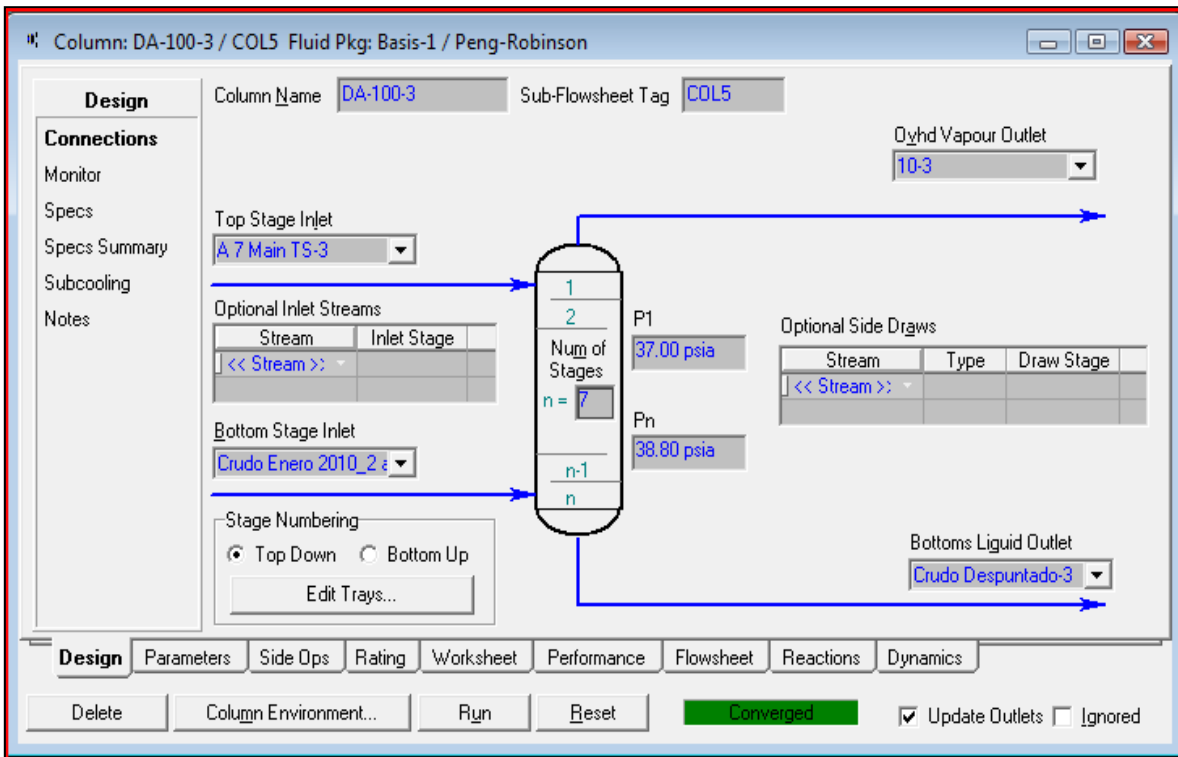 Column: DA-100-3 / COL5 Fluid Pkg: Basis-1 / Peng-Robinson
Design
Connections
Monitor
Specs
Specs Summary
Subcooling
Notes
Column Name DA-100-3 Sub-Flowsheet Tag COL5
Ovhd Vapour Outlet
10-3
Top Stage Inlet
A 7 Main TS-3
Optional Inlet Streams
Stream Inlet Stage
<< Stream >>
Bottom Stage Inlet
Crudo Enero 2010_2 a
Stage Numbering
Top Down Bottom Up
Edit Trays...
1
2
Num of
Stages
n = 7
n-1
n
P1
37.00 psia
Pn
38.80 psia
Optional Side Draws
Stream Type Draw Stage
<< Stream >>
Bottoms Liquid Outlet
Crudo Despuntado-3
Design Parameters Side Ops Rating Worksheet Performance Flowsheet Reactions Dynamics
Delete Column Environment... Run Reset Converged Update Outlets Ignored